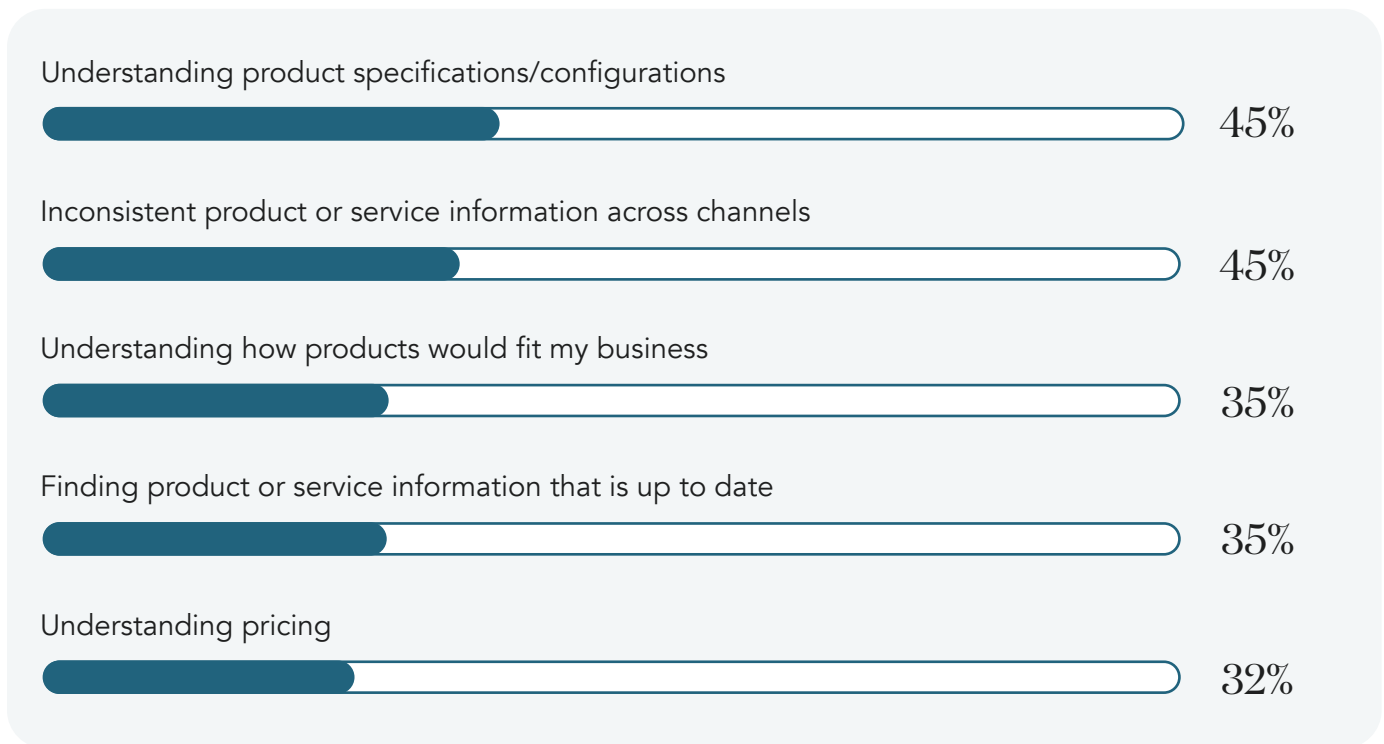 Understanding product specifications/configurations
45%
Inconsistent product or service information across channels
45%
Understanding how products would fit my business
35%
Finding product or service information that is up to date
35%
Understanding pricing
32%